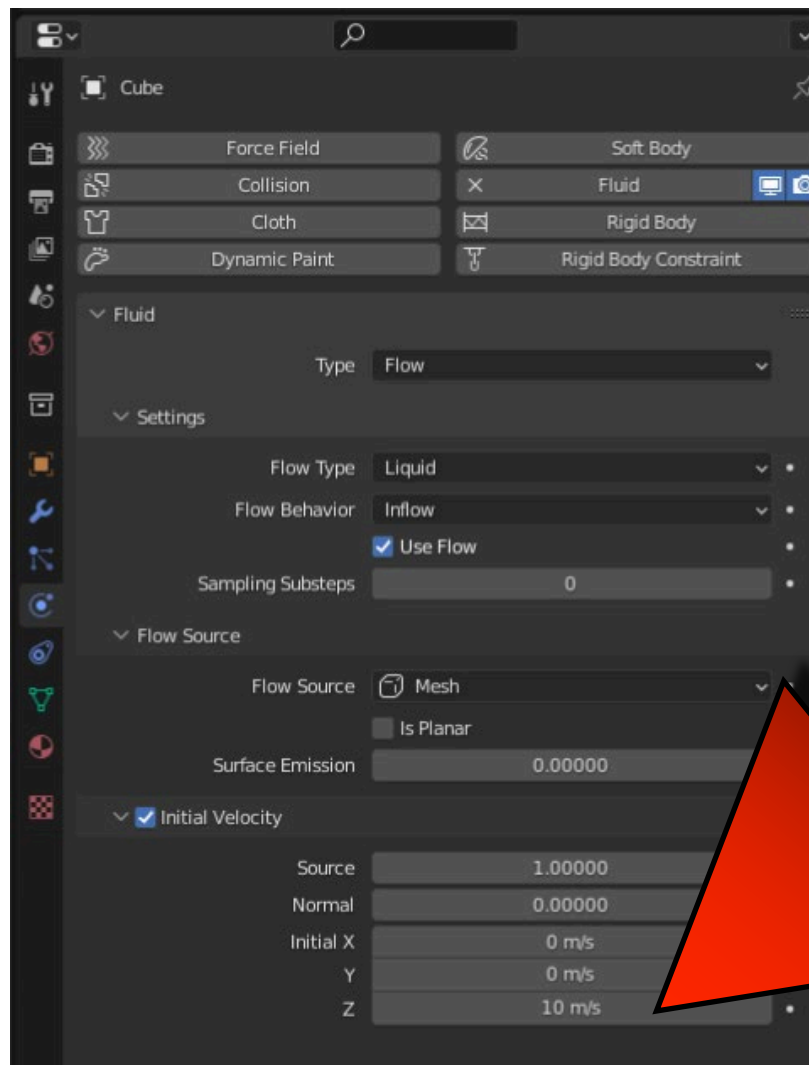 Cube
Force Field Soft Body
Collision Fluid
Cloth Rigid Body
Dynamic Paint Rigid Body Constraint
Fluid
Type Flow
Settings
Flow Type Liquid
Flow Behavior Inflow
Use Flow
Sampling Substeps 0
Flow Source
Flow Source Mesh
Is Planar
Surface Emission 0.00000
Initial Velocity
Source 1.00000
Normal 0.00000
Initial X 0 m/s
Y 0 m/s
Z 10 m/s